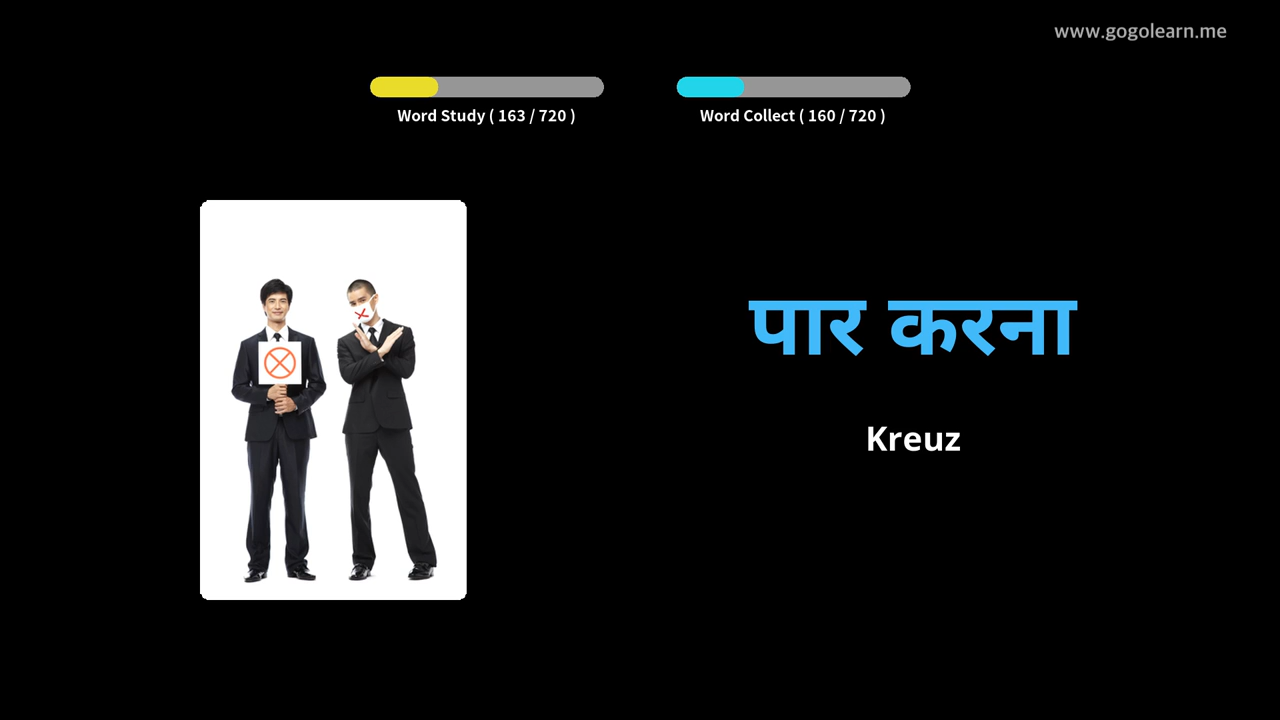 www.gogolearn.me
Word Study ( 163 / 720 )
Word Collect ( 160 / 720 )
पार करना
Kreuz